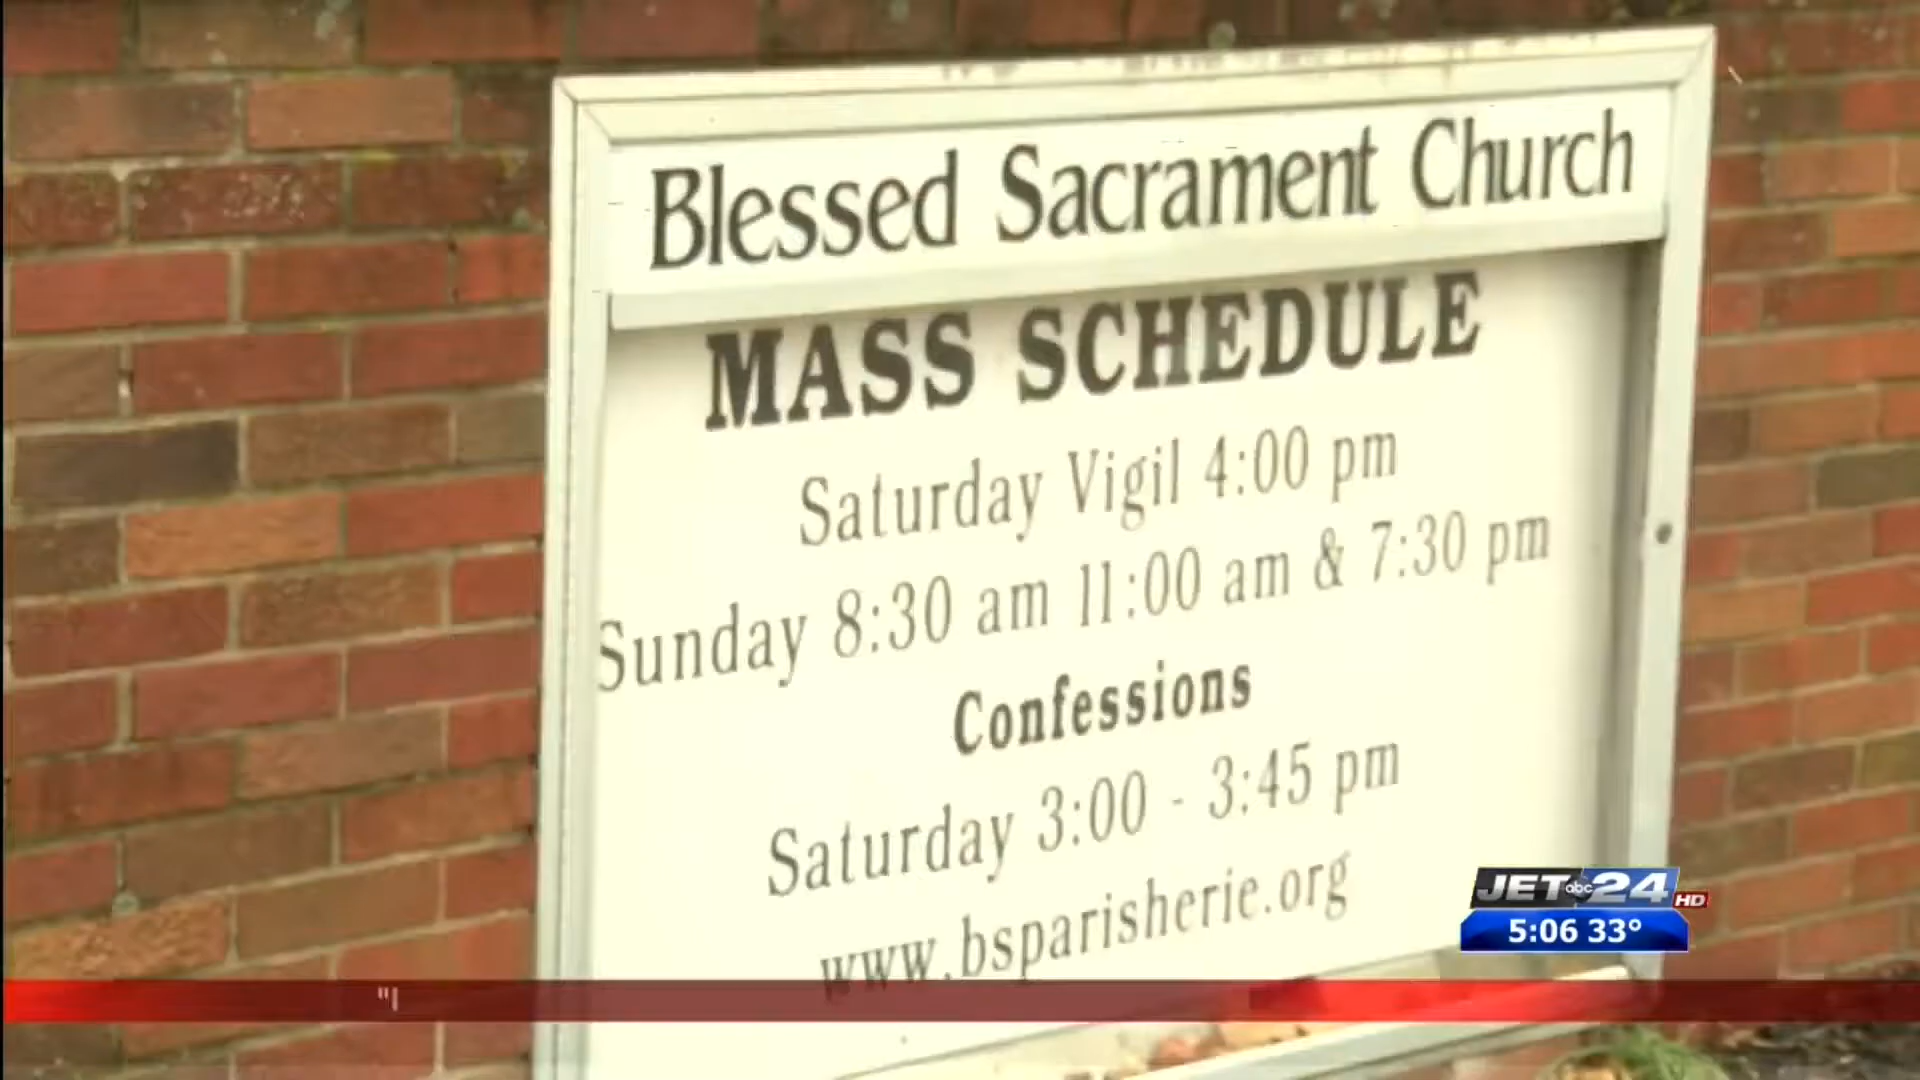 Blessed Sacrament Church
MASS SCHEDULE
Saturday Vigil 4:00 pm
Sunday 8:30 am 11:00 am & 7:30 pm
Confessions
Saturday 3:00 - 3:45 pm
www.bsparisherie.org
JET abc 24 HD
5:06 33°
"I